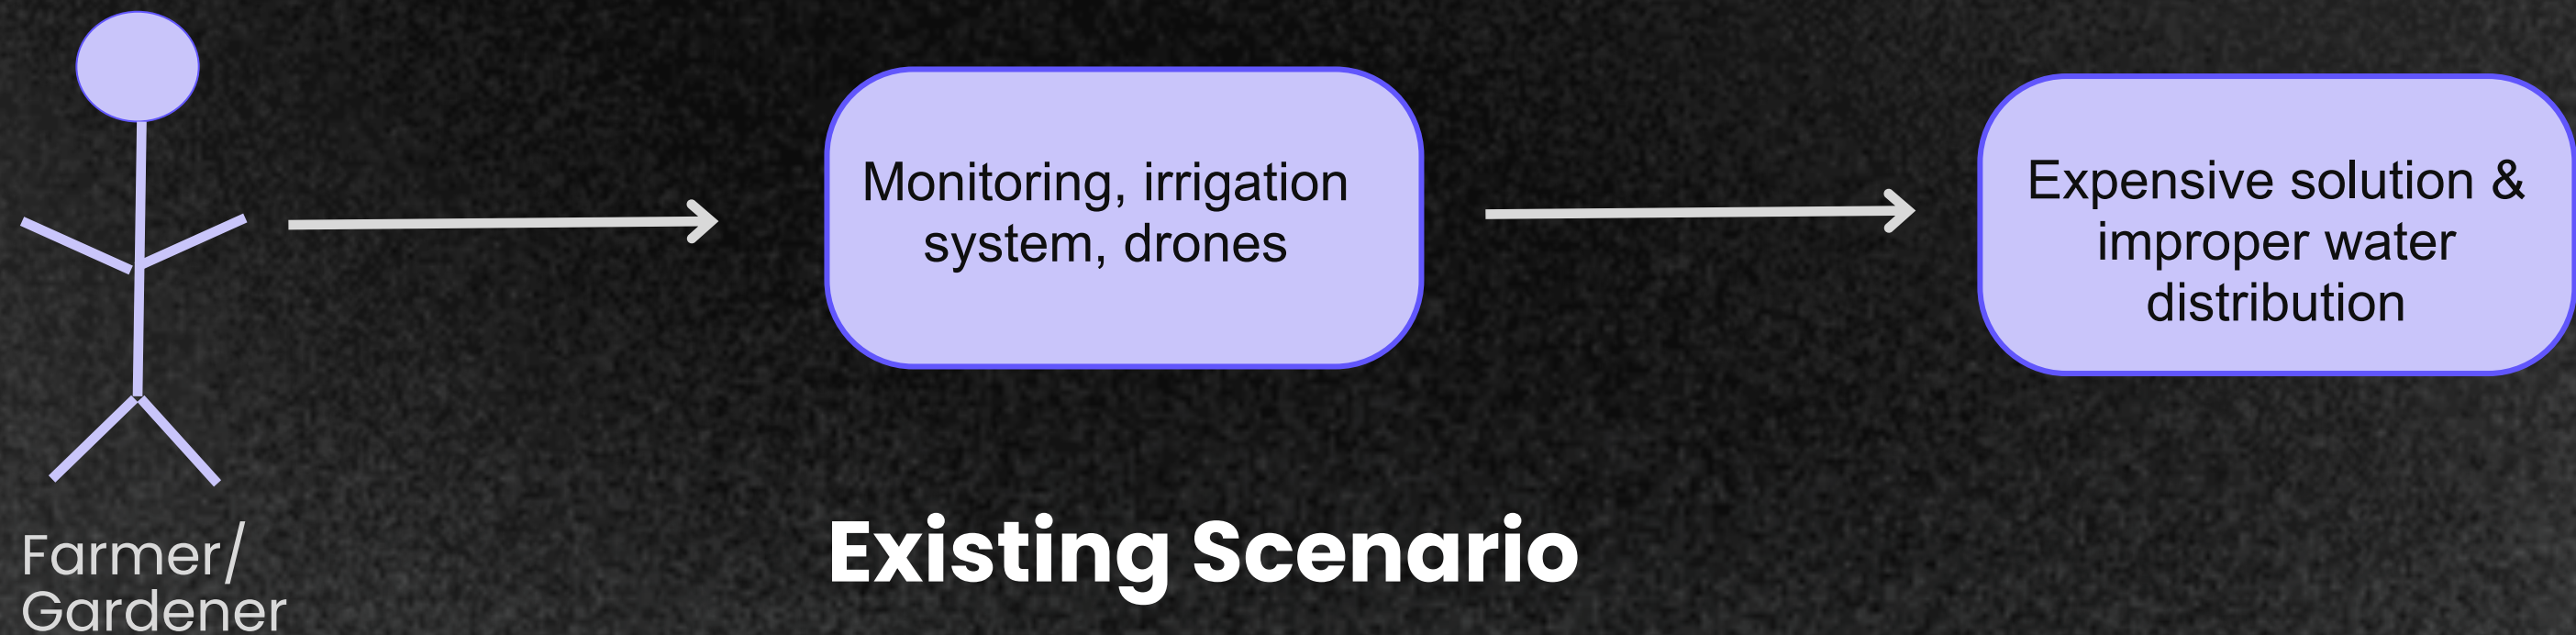 Monitoring, irrigation
system, drones
Expensive solution &
improper water
distribution
Farmer/
Gardener
Existing Scenario